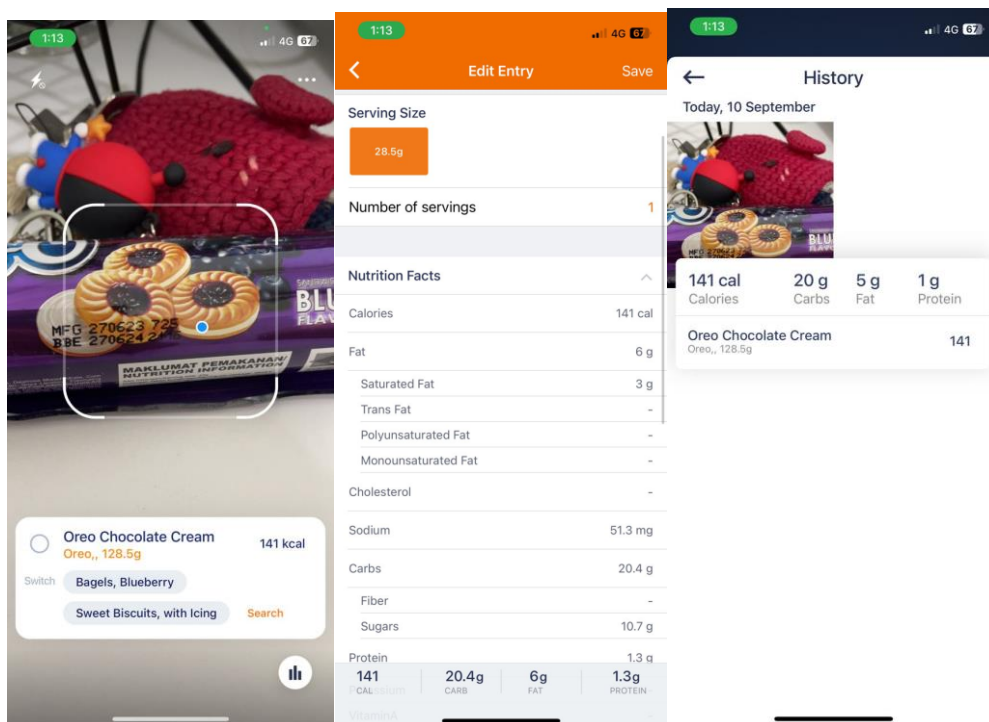 1:13
4G 67
BLU
FLAV
MFG 270623 725
BBE 270624
MAKLUMAT PEMAKANAN/
NUTRITION INFORMATION
Oreo Chocolate Cream
141 kcal
Oreo,, 128.5g
Switch
Bagels, Blueberry
Sweet Biscuits, with Icing
Search
1:13
4G 67
Edit Entry
Save
Serving Size
28.5g
Number of servings
1
Nutrition Facts
Calories
141 cal
Fat
6 g
Saturated Fat
3 g
Trans Fat
-
Polyunsaturated Fat
-
Monounsaturated Fat
-
Cholesterol
-
Sodium
51.3 mg
Carbs
20.4 g
Fiber
-
Sugars
10.7 g
Protein
1.3 g
141
20.4g
6g
1.3g
CAL
CARB
FAT
PROTEIN
VitaminA
1:13
4G 67
History
Today, 10 September
BLU
141 cal
20 g
5 g
1 g
Calories
Carbs
Fat
Protein
Oreo Chocolate Cream
141
Oreo,, 128.5g